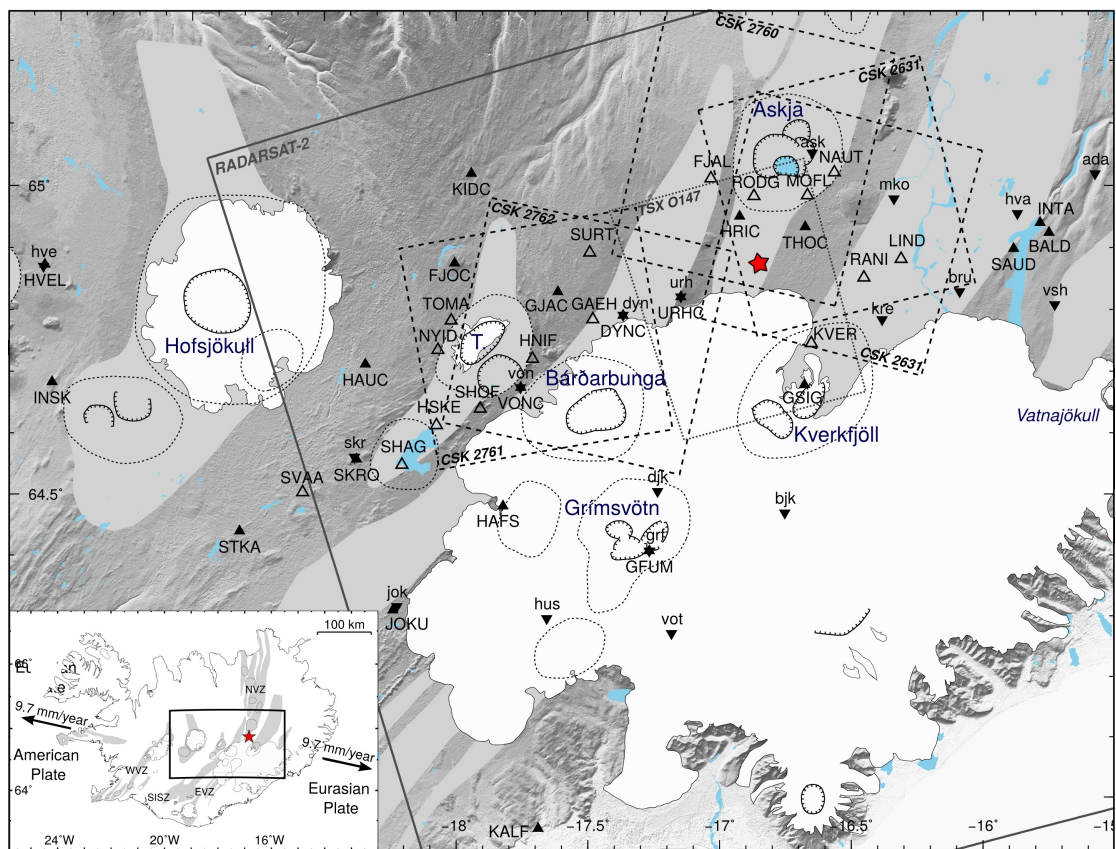 CSK 2760
CSK 2631
RADARSAT-2
Askja
ask
FJAL
NAUT
RODG
MOFL
ada
65˚
KIDC
mko
TSX O147
CSK 2762
SURT
HRIC
THOC
hva
INTA
BALD
SAUD
LIND
RANI
hve
HVEL
FJOC
GJAC
urh
URHC
bru
vsh
TOMA
GAEH
dyn
DYNC
kre
NYID
T.
HNIF
KVER
Hofsjökull
HAUC
von
VONC
Bárðarbunga
CSK 2631
INSK
SHOF
GSIG
HSKE
Kverkfjöll
Vatnajökull
skr
SKRO
SHAG
CSK 2761
SVAA
djk
64.5˚
HAFS
Grímsvötn
bjk
STKA
grf
GFUM
jok
JOKU
hus
vot
100 km
66˚
NVZ
9.7 mm/year
9.7 mm/year
American
Plate
WVZ
SISZ
EVZ
Eurasian
Plate
64˚
24˚W
20˚W
16˚W
KALF
−18
−17.5
−17
−16.5
−16